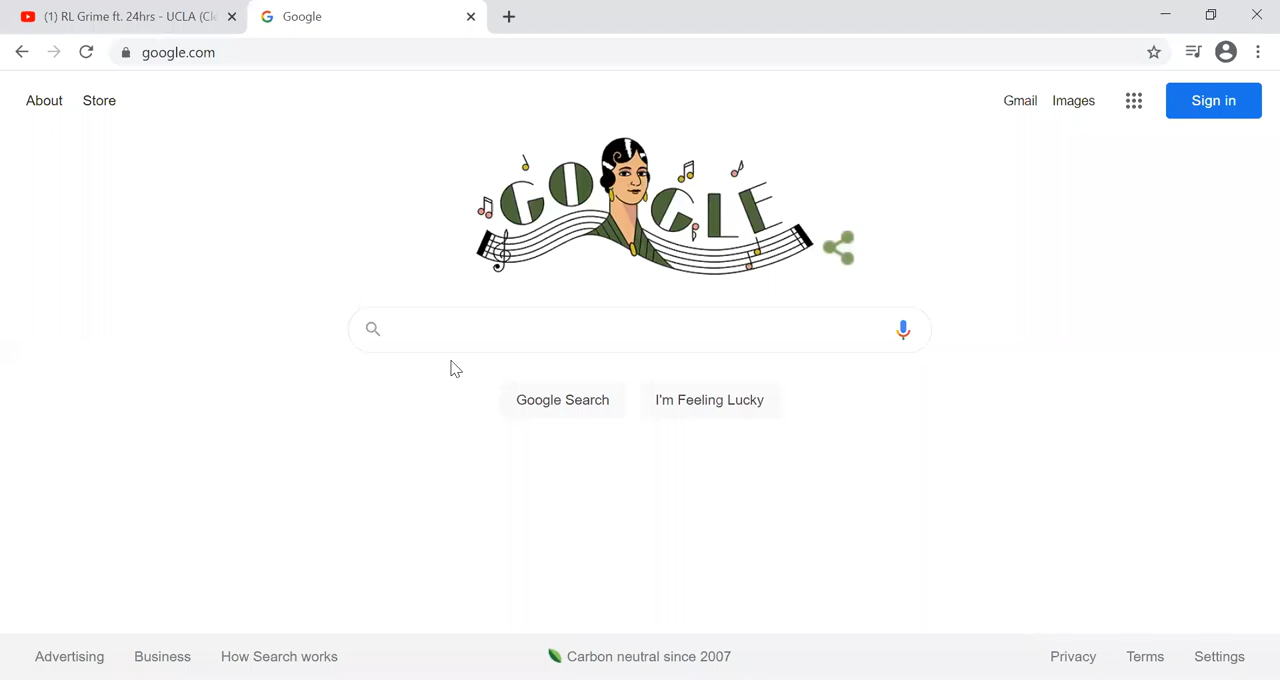 (1) RL Grime ft. 24hrs - UCLA (Cle
Google
google.com
About Store
Gmail Images
Sign in
GOOGLE
Google Search
I'm Feeling Lucky
Advertising Business How Search works
Carbon neutral since 2007
Privacy Terms Settings